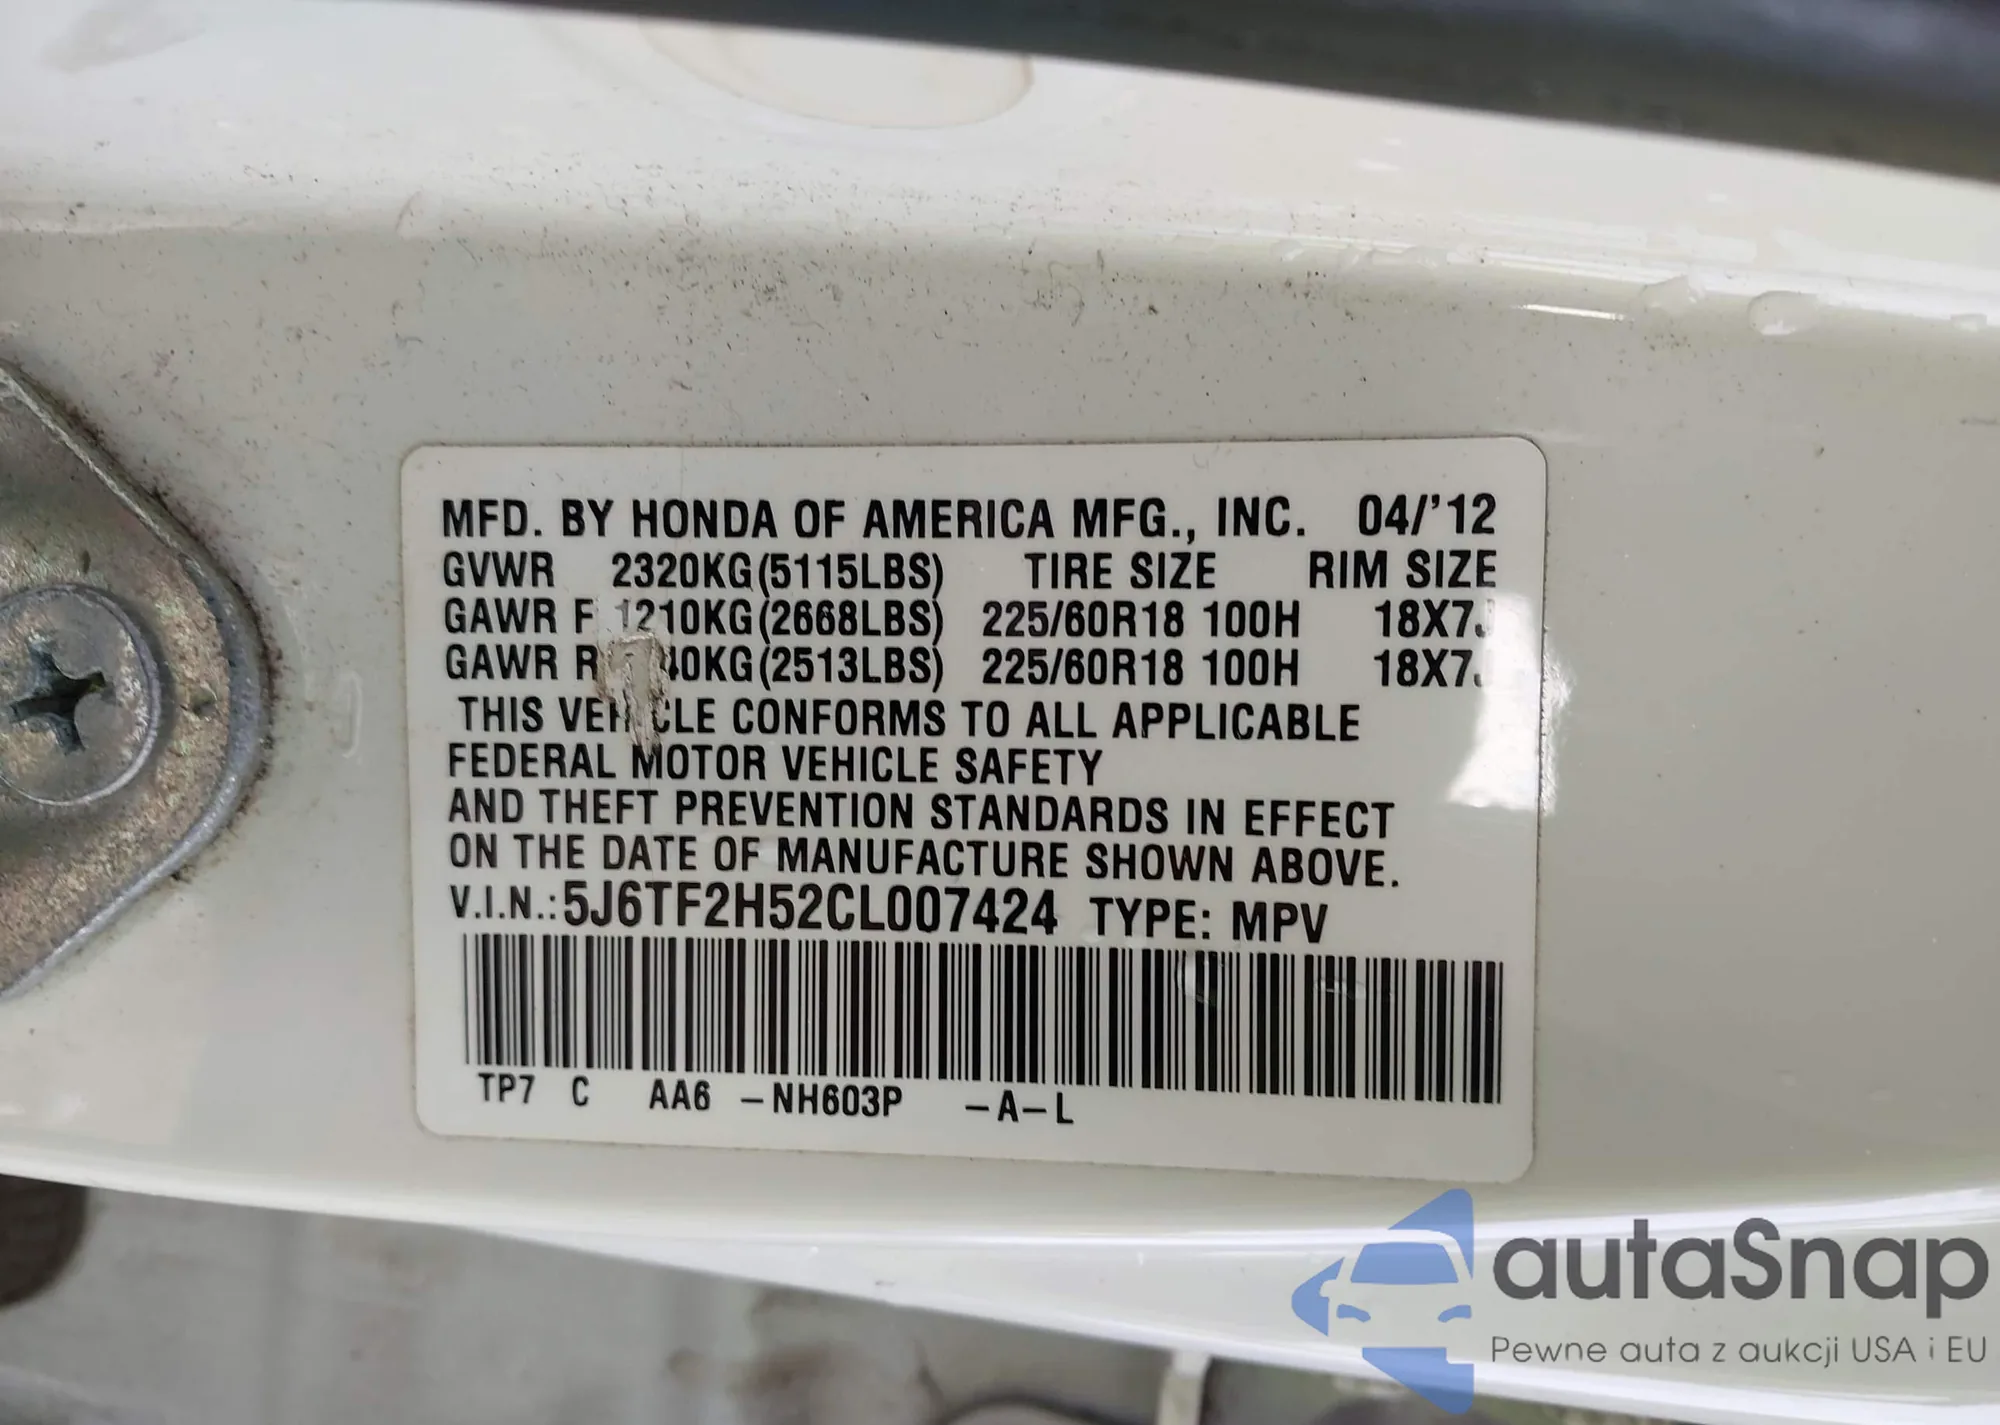 MFD. BY HONDA OF AMERICA MFG., INC. 04/'12
GVWR 2320KG(5115LBS) TIRE SIZE RIM SIZE
GAWR F 1210KG(2668LBS) 225/60R18 100H 18X7J
GAWR R 40KG(2513LBS) 225/60R18 100H 18X7J
THIS VEHICLE CONFORMS TO ALL APPLICABLE
FEDERAL MOTOR VEHICLE SAFETY
AND THEFT PREVENTION STANDARDS IN EFFECT
ON THE DATE OF MANUFACTURE SHOWN ABOVE.
V.I.N.: 5J6TF2H52CL007424 TYPE: MPV
TP7 C AA6 -NH603P -A-L
autaSnap
Pewne auta z aukcji USA i EU